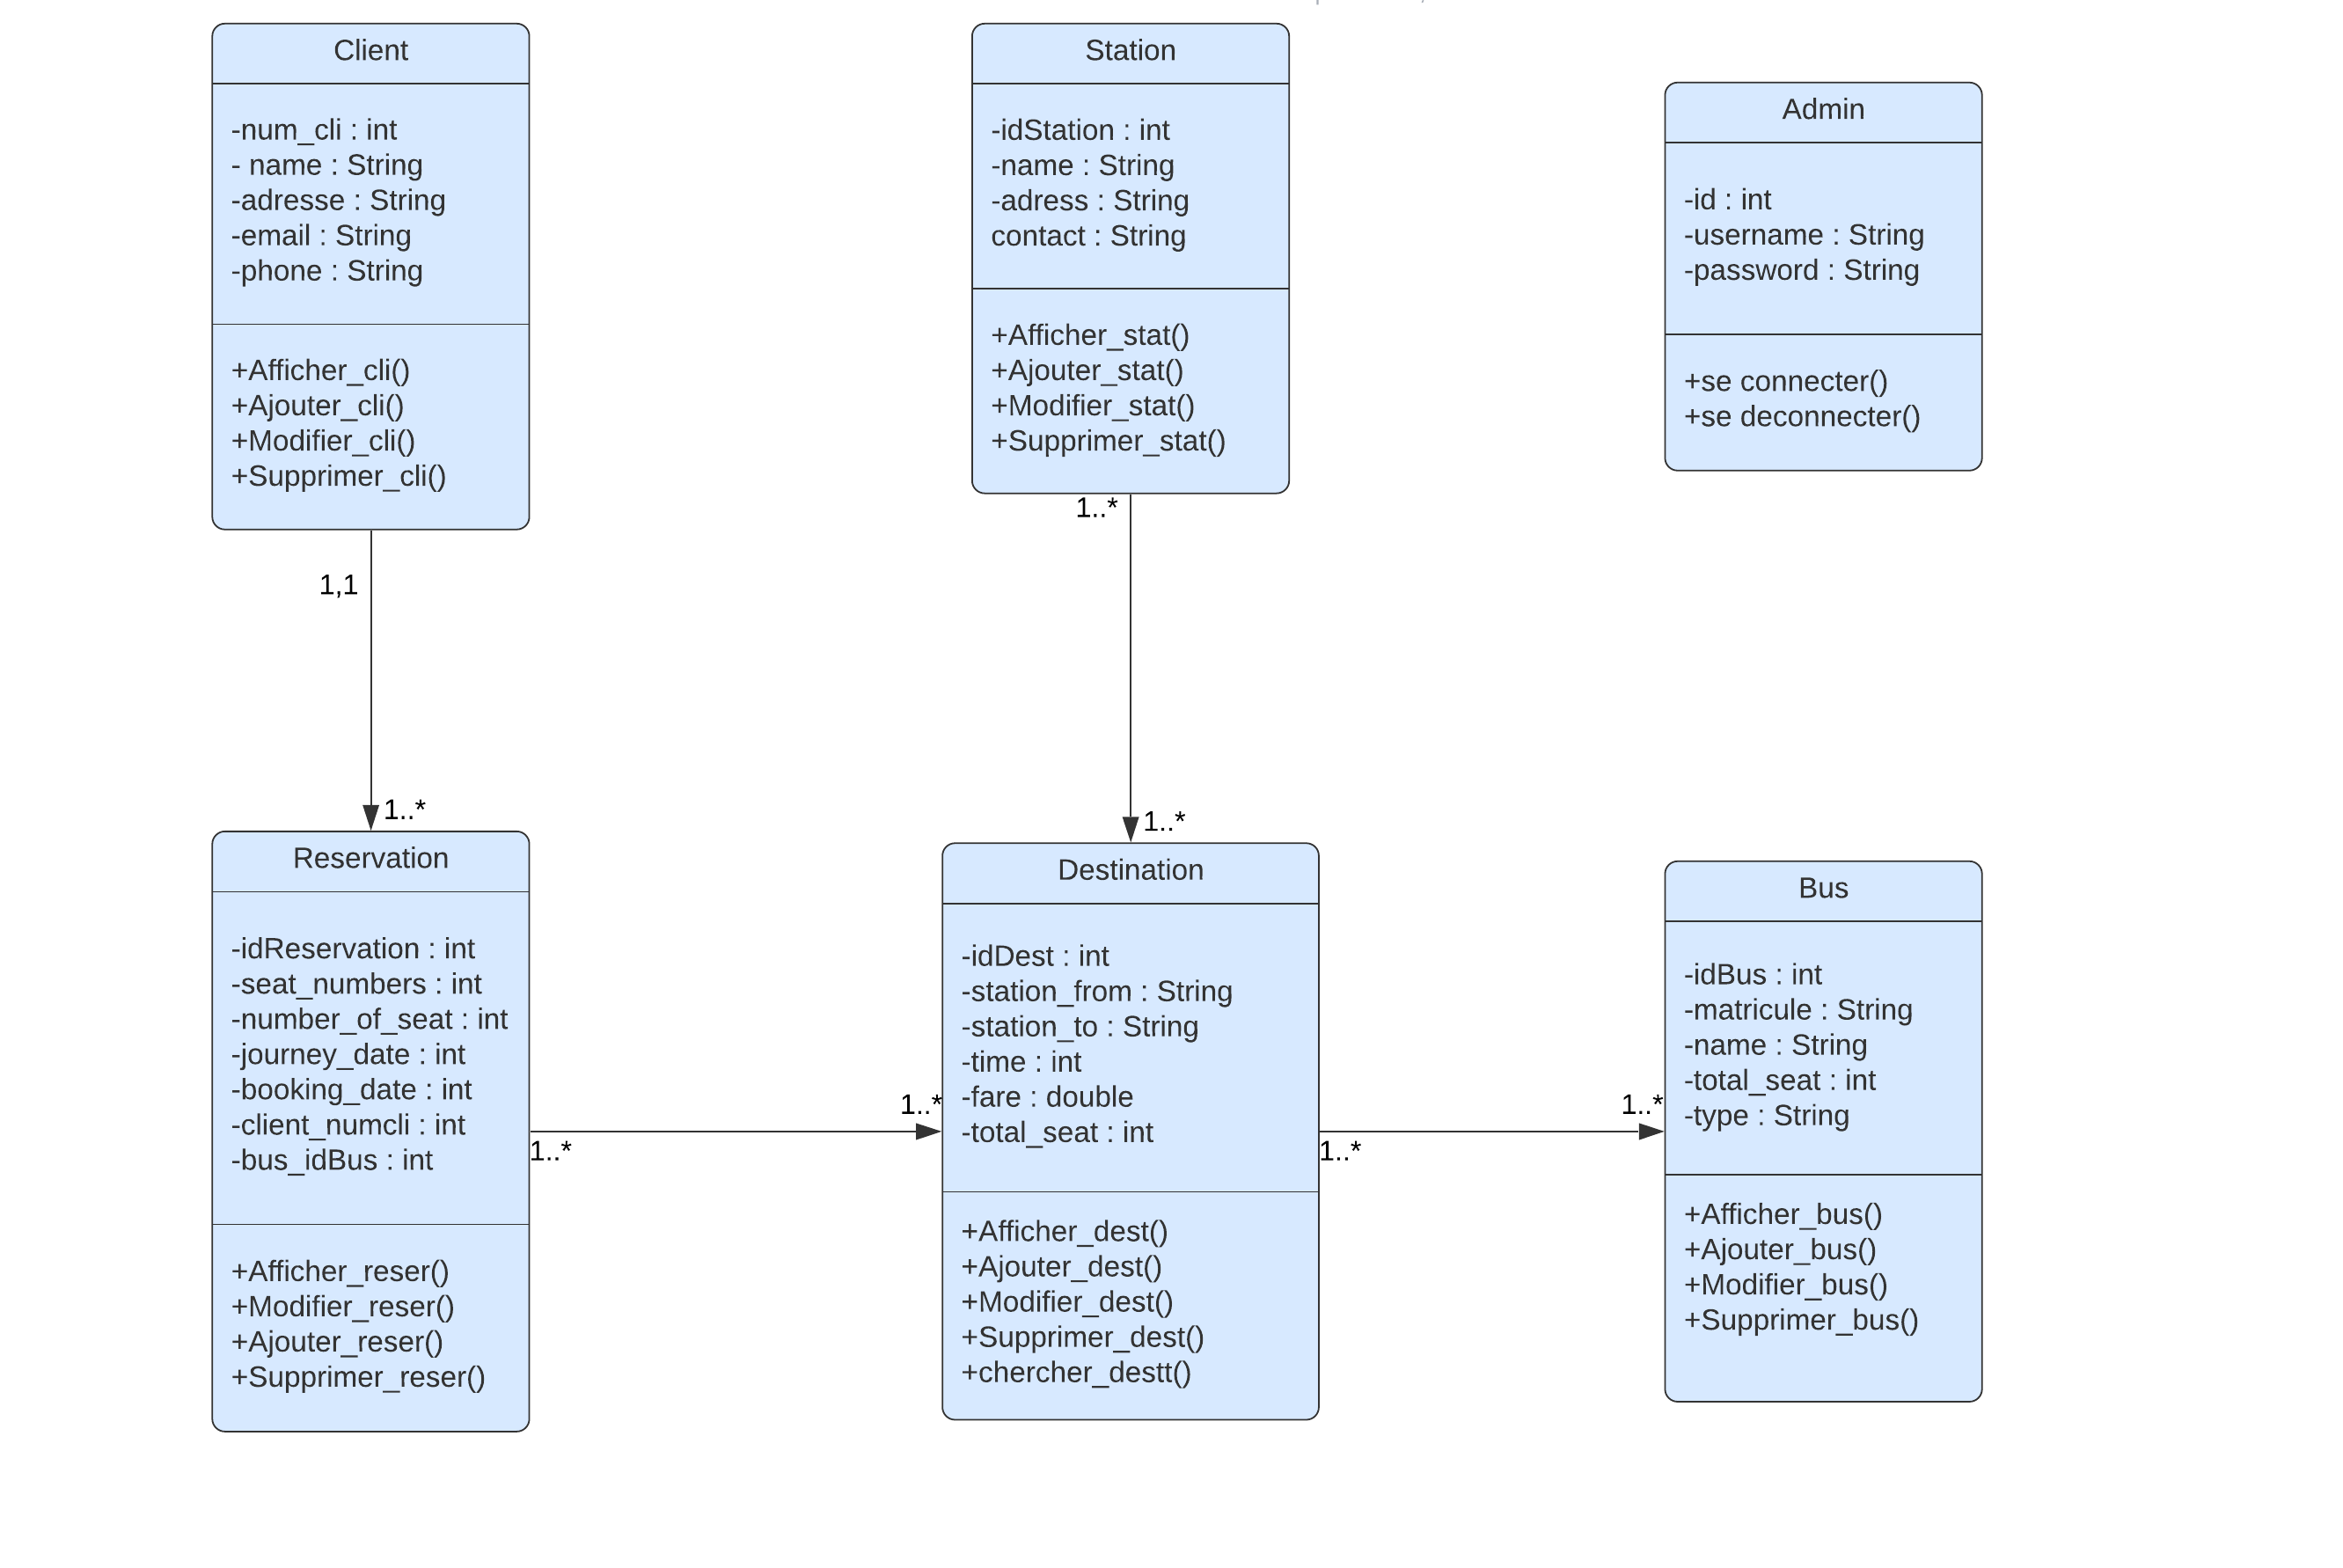 Client
-num_cli : int
- name : String
-adresse : String
-email : String
-phone : String
+Afficher_cli()
+Ajouter_cli()
+Modifier_cli()
+Supprimer_cli()
Station
-idStation : int
-name : String
-adress : String
contact : String
+Afficher_stat()
+Ajouter_stat()
+Modifier_stat()
+Supprimer_stat()
Admin
-id : int
-username : String
-password : String
+se connecter()
+se deconnecter()
1,1
1..*
1..*
1..*
Reservation
-idReservation : int
-seat_numbers : int
-number_of_seat : int
-journey_date : int
-booking_date : int
-client_numcli : int
-bus_idBus : int
+Afficher_reser()
+Modifier_reser()
+Ajouter_reser()
+Supprimer_reser()
1..*
1..*
Destination
-idDest : int
-station_from : String
-station_to : String
-time : int
-fare : double
-total_seat : int
+Afficher_dest()
+Ajouter_dest()
+Modifier_dest()
+Supprimer_dest()
+chercher_destt()
1..*
1..*
Bus
-idBus : int
-matricule : String
-name : String
-total_seat : int
-type : String
+Afficher_bus()
+Ajouter_bus()
+Modifier_bus()
+Supprimer_bus()